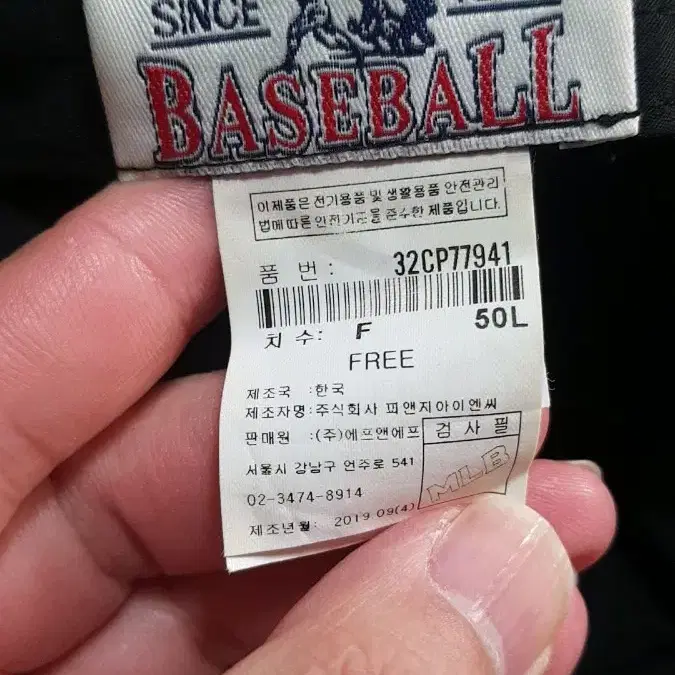 SINCE
BASEBALL
이 제품은 전기용품 및 생활용품 안전관리
법에 따른 안전기준을 준수한 제품입니다.
품 번 : 32CP77941
치 수: F 50L
FREE
제조국 :한국
제조자명:주식회사 피앤지아이엔씨
판매원 :(주)에프앤에프
검 사 필
서울시 강남구 언주로 541
MLB
02-3474-8914
제조년월: 2019.09(4)